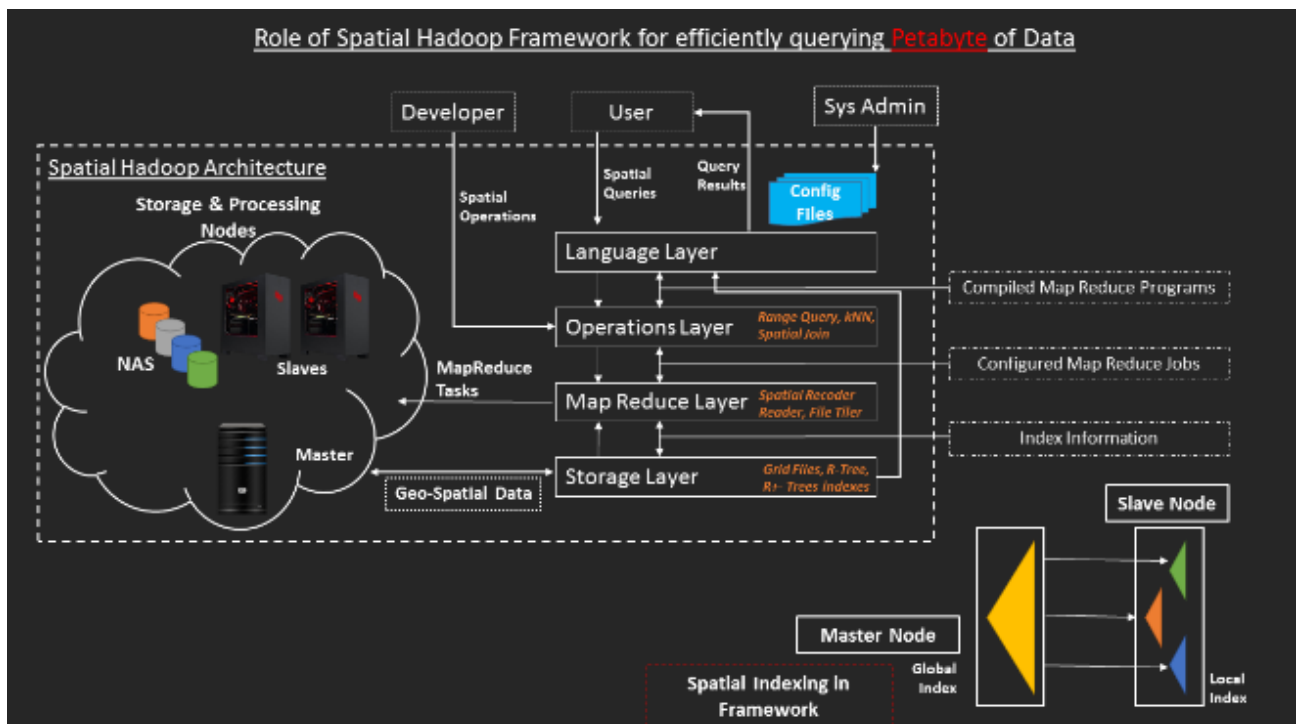 Role of Spatial Hadoop Framework for efficiently querying Petabyte of Data
Developer
User
Sys Admin
Spatial Hadoop Architecture
Storage & Processing
Nodes
Spatial
Operations
Spatial
Queries
Query
Results
Config
Files
Language Layer
Compiled Map Reduce Programs
Operations Layer
Range Query, kNN,
Spatial Join
NAS
Slaves
MapReduce
Tasks
Configured Map Reduce Jobs
Map Reduce Layer
Spatial Recoder
Reader, File Tiler
Index Information
Master
Storage Layer
Grid Files, R-Tree,
R+- Trees Indexes
Geo-Spatial Data
Slave Node
Master Node
Global
Index
Local
Index
Spatial Indexing in
Framework